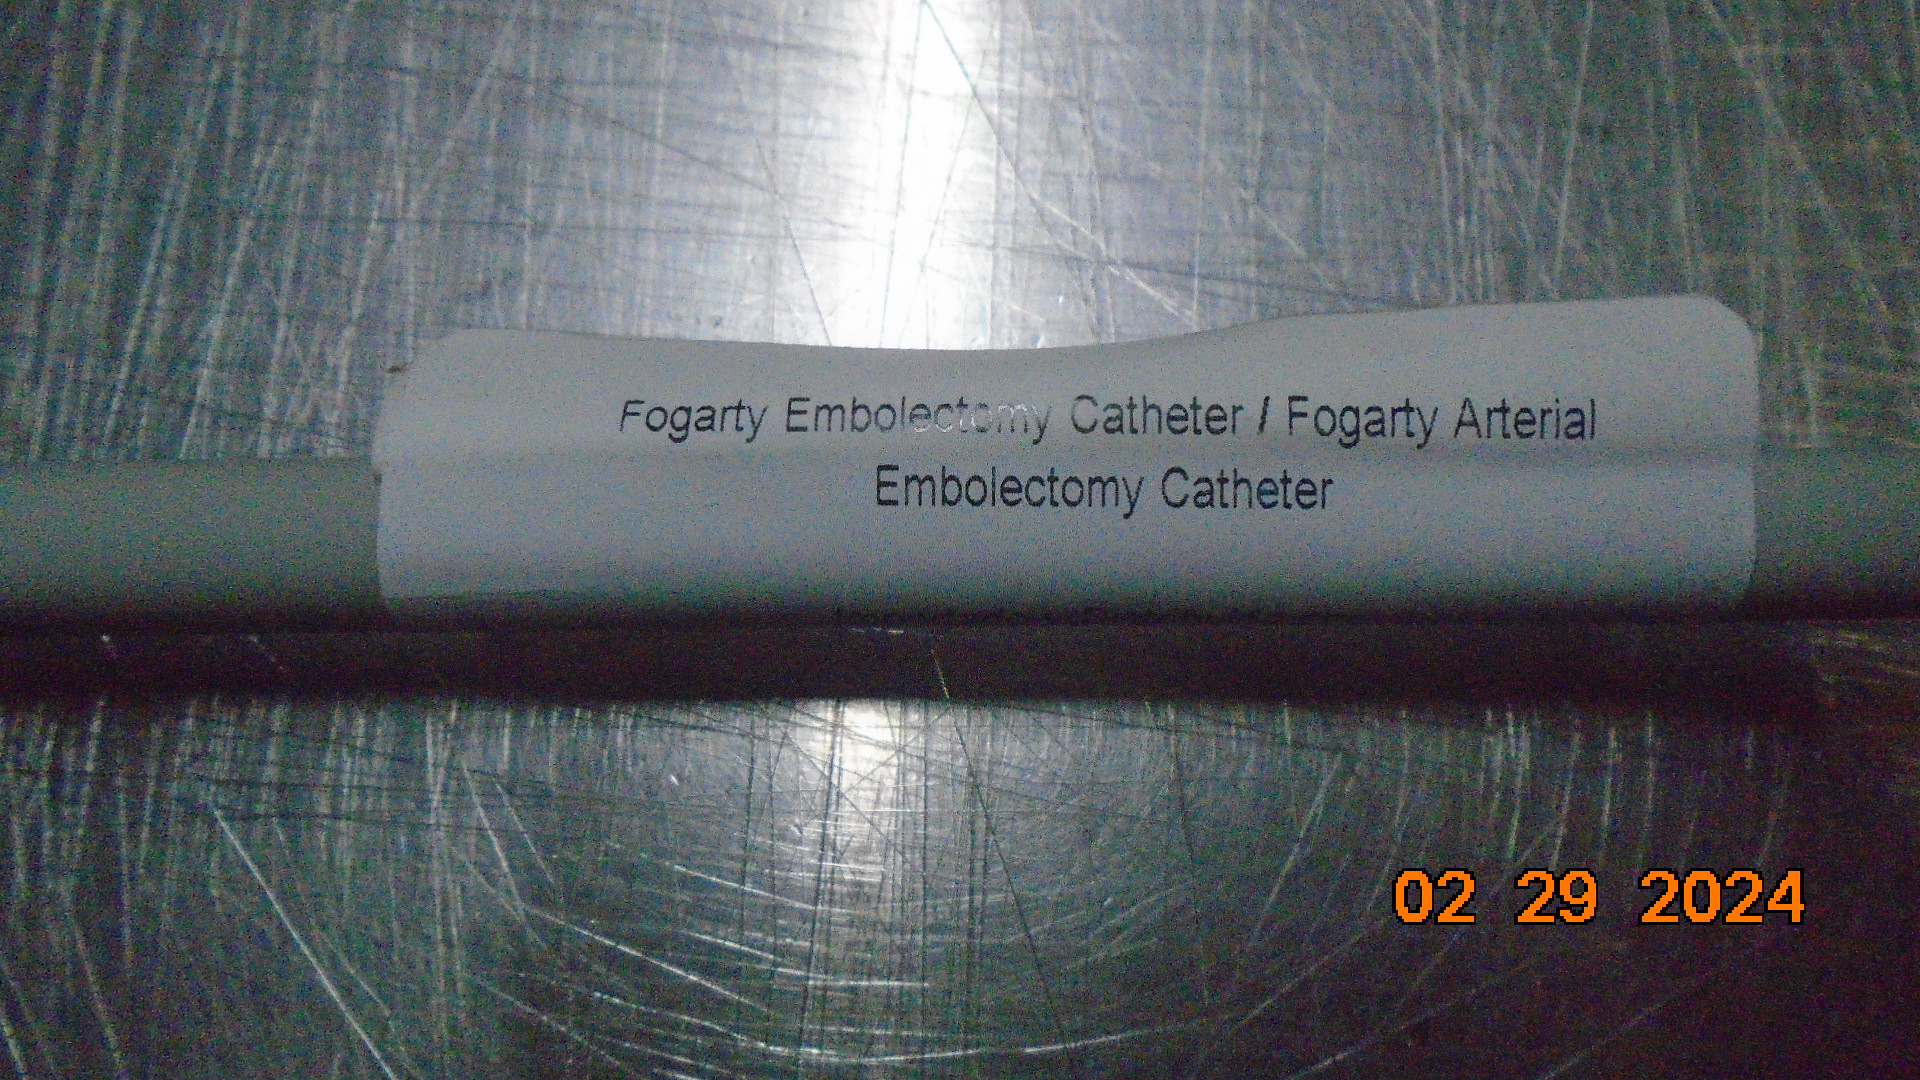 Fogarty Embolectomy Catheter / Fogarty Arterial
Embolectomy Catheter
02 29 2024